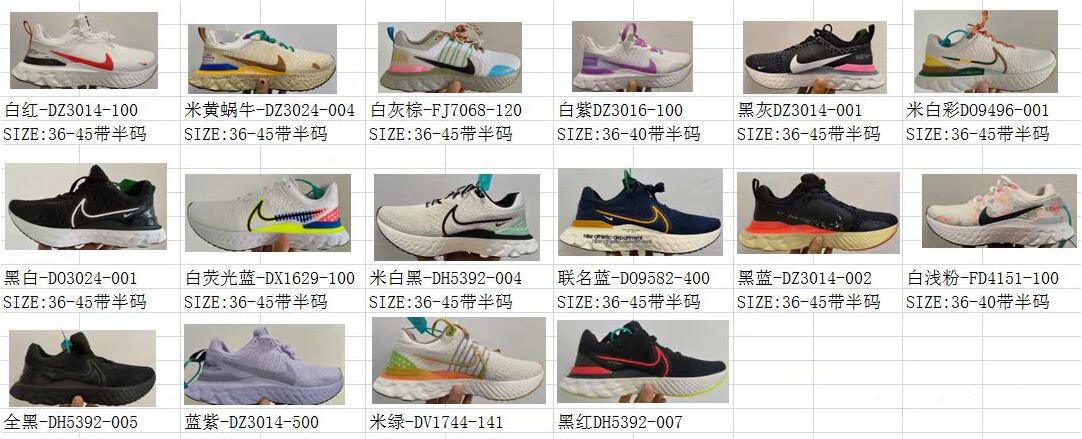 白红-DZ3014-100
米黄蜗牛-DZ3024-004
白灰棕-FJ7068-120
白紫DZ3016-100
黑灰DZ3014-001
米白彩DO9496-001
SIZE:36-45带半码
SIZE:36-45带半码
SIZE:36-45带半码
SIZE:36-40带半码
SIZE:36-45带半码
SIZE:36-45带半码
nike athletic department
黑白-DO3024-001
白荧光蓝-DX1629-100
米白黑-DH5392-004
联名蓝-DO9582-400
黑蓝-DZ3014-002
白浅粉-FD4151-100
SIZE:36-45带半码
SIZE:36-45带半码
SIZE:36-45带半码
SIZE:36-45带半码
SIZE:36-45带半码
SIZE:36-40带半码
全黑-DH5392-005
蓝紫-DZ3014-500
米绿-DV1744-141
黑红DH5392-007